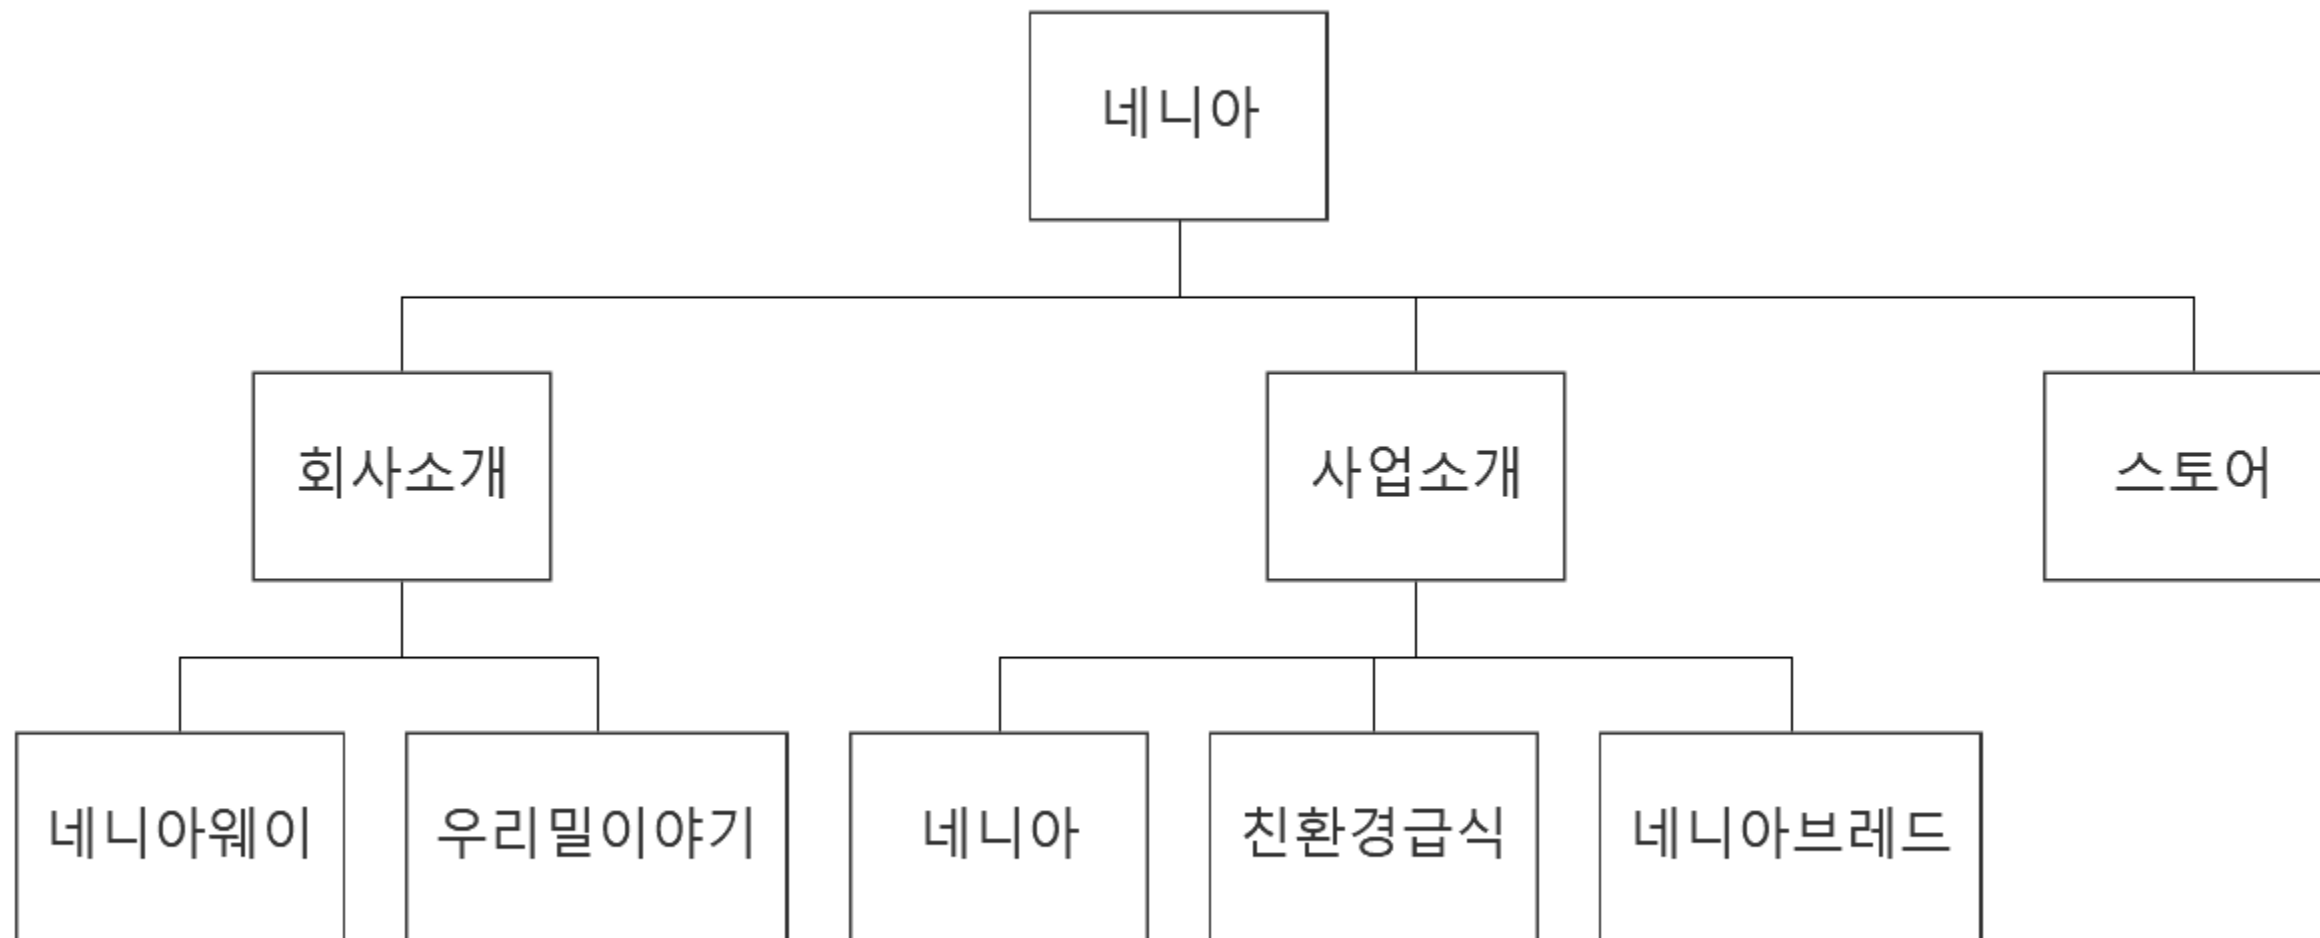 네니아
회사소개
사업소개
스토어
네니아웨이
우리밀이야기
네니아
친환경급식
네니아브레드